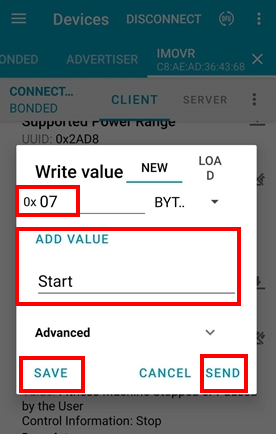 Devices DISCONNECT DFU
ONDED ADVERTISER IMOVR
C8:AE:AD:36:43:68
CONNECT..
BONDED CLIENT SERVER
Supported Power Range
UUID: 0x2AD8
Write value NEW LOA
D
0x 07 BYT..
ADD VALUE
Start
Advanced
SAVE CANCEL SEND
by the User
Control Information: Stop